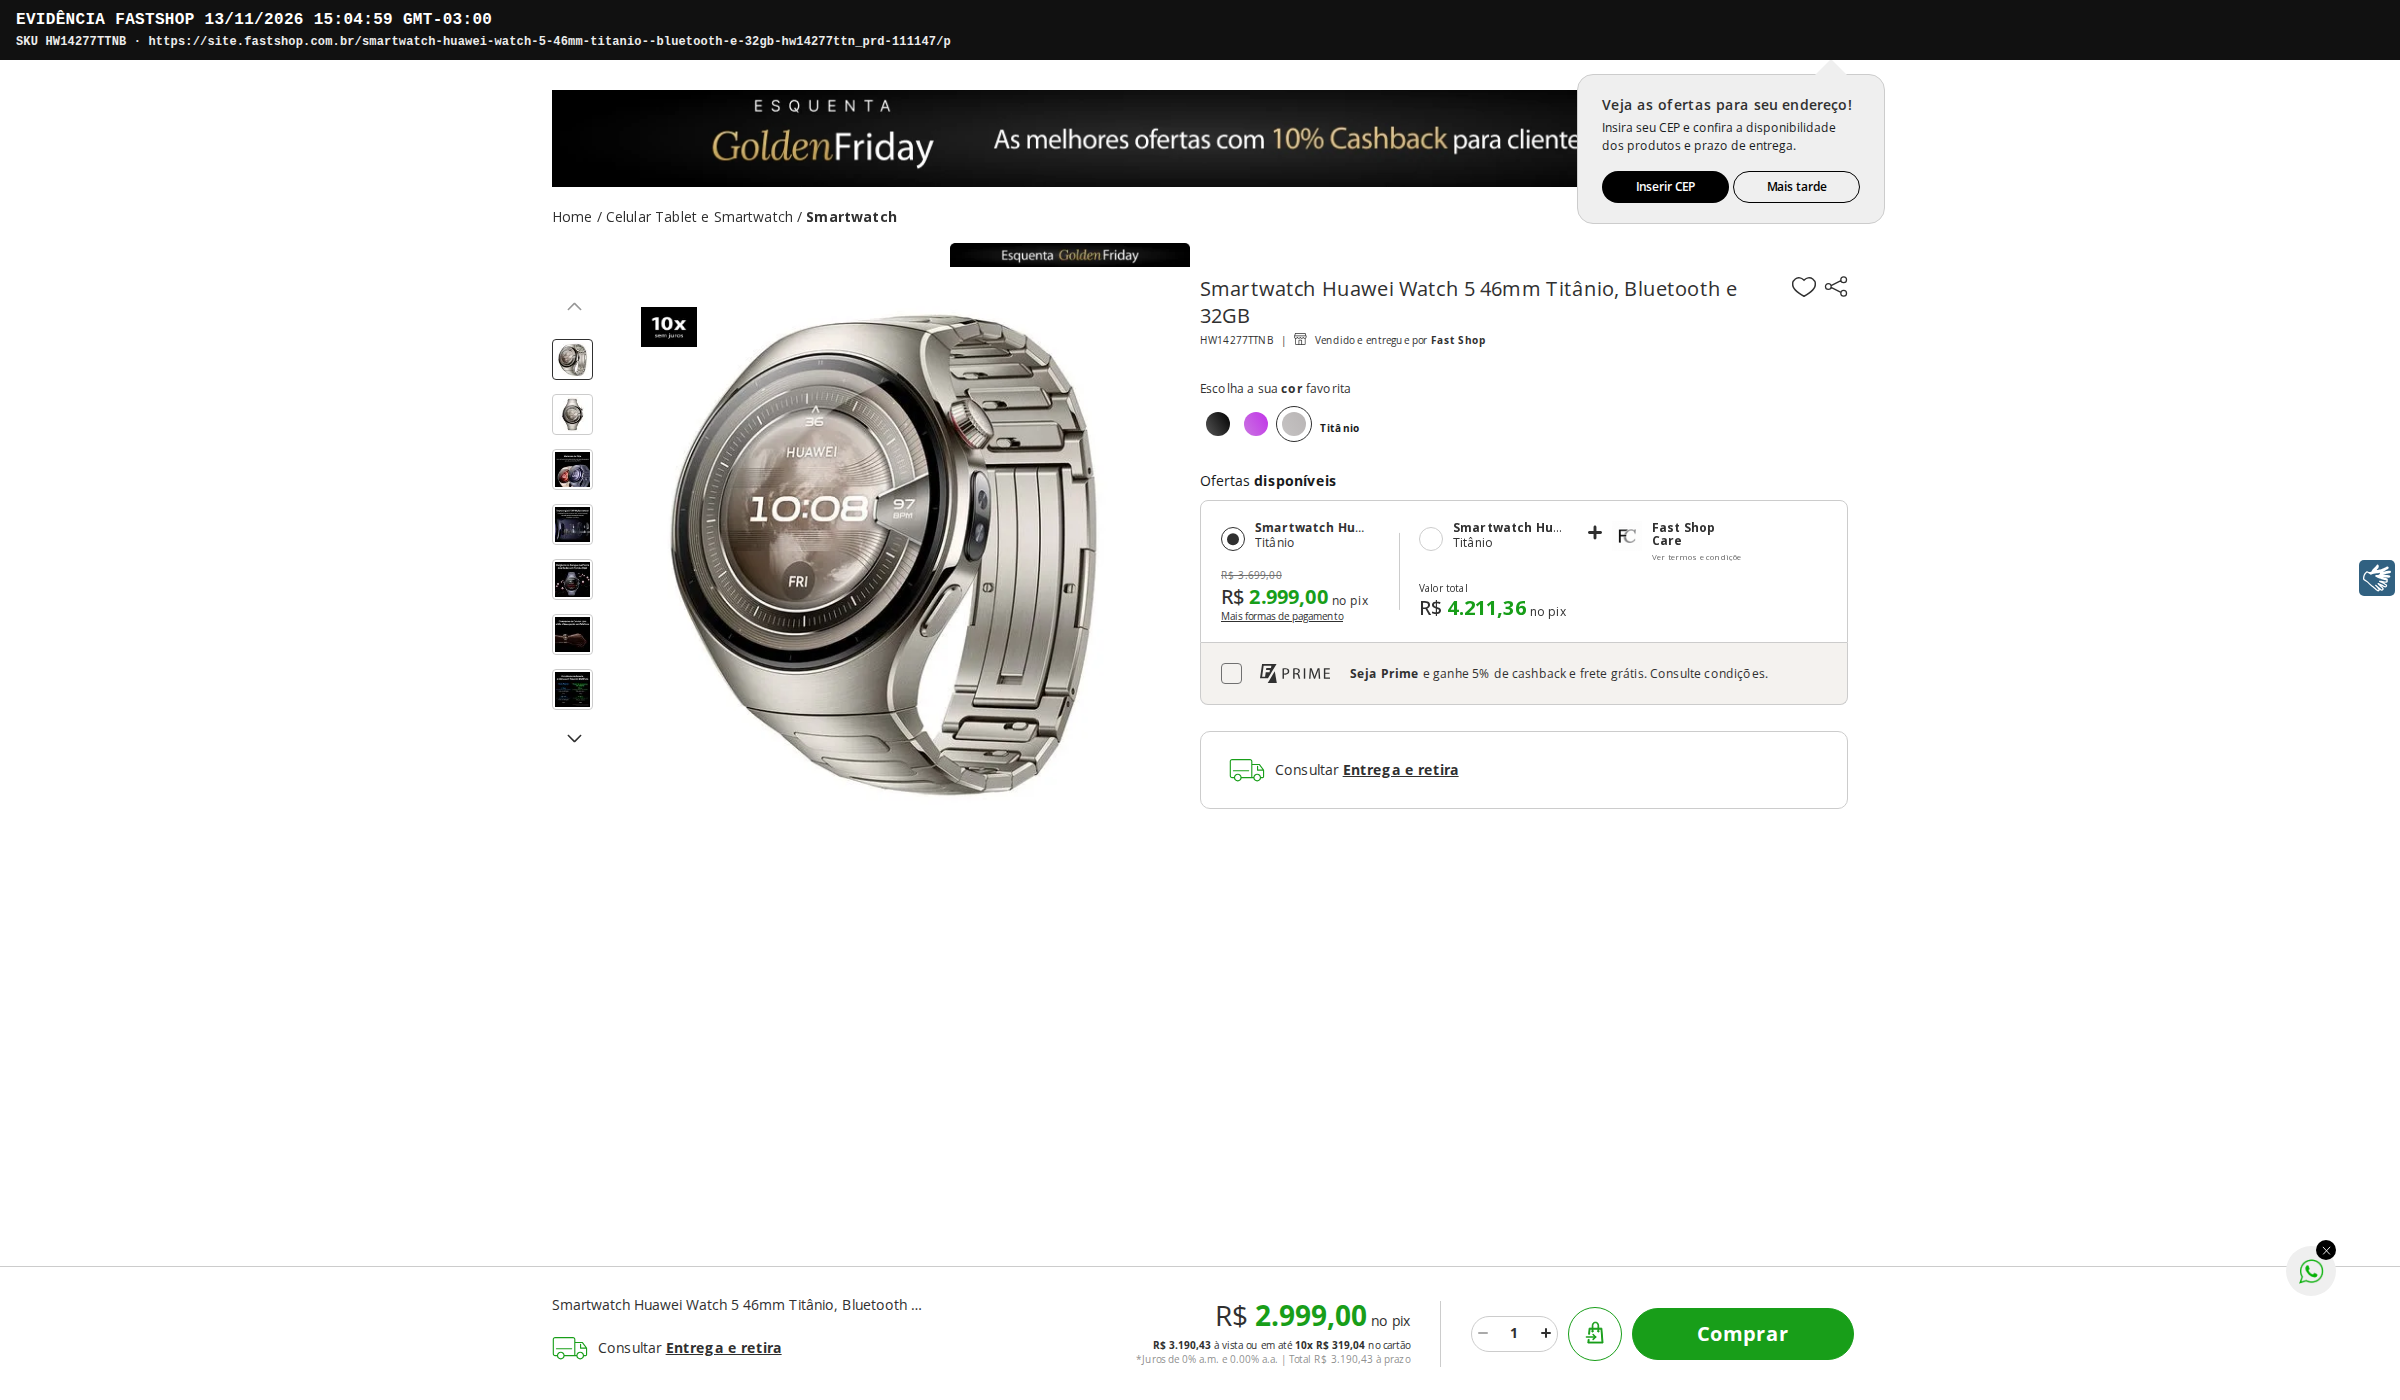 EVIDÊNCIA FASTSHOP 13/11/2026 15:04:59 GMT-03:00
SKU HW14277TTNB · https://site.fastshop.com.br/smartwatch-huawei-watch-5-46mm-titanio--bluetooth-e-32gb-hw14277ttn_prd-111147/p
ESQUENTA
GoldenFriday
As melhores ofertas com 10% Cashback para cliente
Veja as ofertas para seu endereço!
Insira seu CEP e confira a disponibilidade
dos produtos e prazo de entrega.
Inserir CEP
Mais tarde
Home / Celular Tablet e Smartwatch / Smartwatch
Esquenta GoldenFriday
10x
sem juros
36
HUAWEI
10:08
97
BPM
FRI
Smartwatch Huawei Watch 5 46mm Titânio, Bluetooth e
32GB
HW14277TTNB | Vendido e entregue por Fast Shop
Escolha a sua cor favorita
Titânio
Ofertas disponíveis
Smartwatch Hu...
Titânio
R$ 3.699,00
R$ 2.999,00 no pix
Mais formas de pagamento
Smartwatch Hu...
Titânio
Valor total
R$ 4.211,36 no pix
+
FC
Fast Shop
Care
Ver termos e condiçõe
PRIME
Seja Prime e ganhe 5% de cashback e frete grátis. Consulte condições.
Consultar Entrega e retira
Smartwatch Huawei Watch 5 46mm Titânio, Bluetooth ...
Consultar Entrega e retira
R$ 2.999,00 no pix
R$ 3.190,43 à vista ou em até 10x R$ 319,04 no cartão
*Juros de 0% a.m. e 0.00% a.a. | Total R$ 3.190,43 à prazo
− 1 +
Comprar